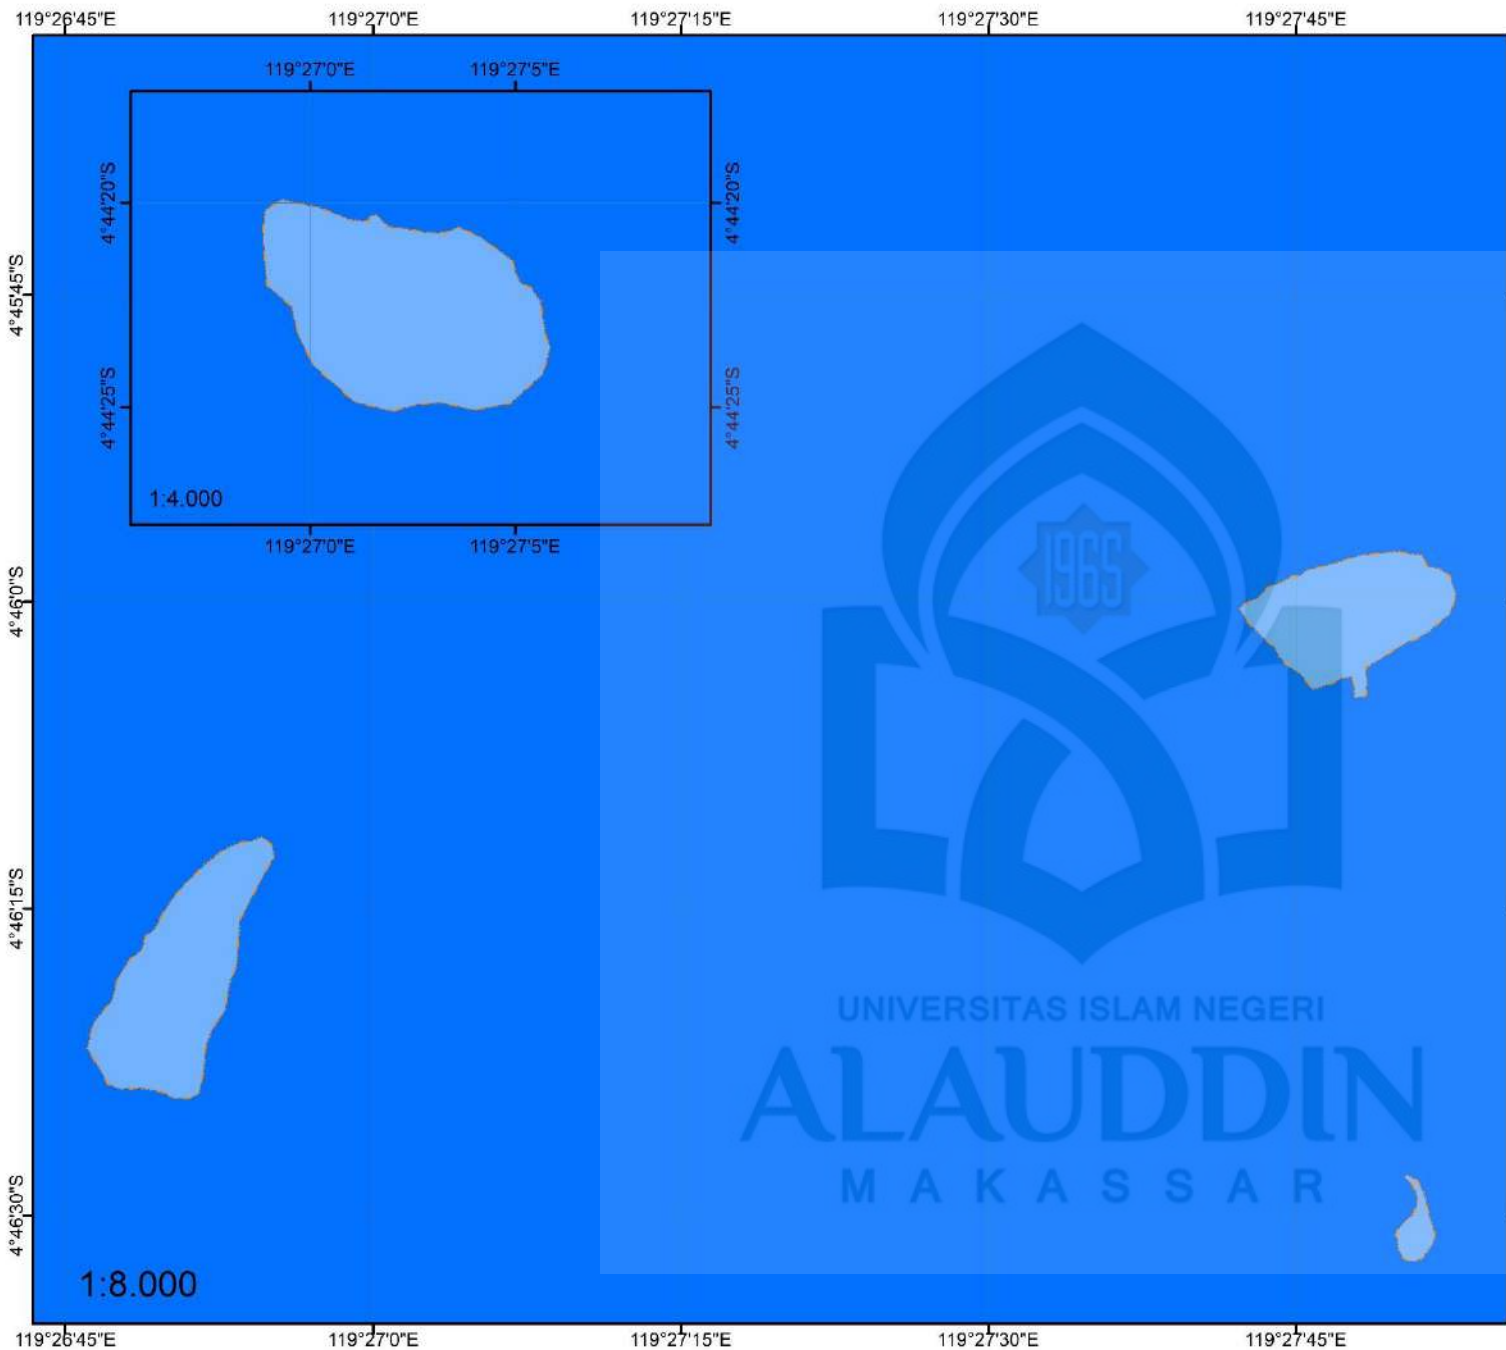 119°26'45"E 119°27'0"E 119°27'15"E 119°27'30"E 119°27'45"E
119°27'0"E 119°27'5"E
4°44'20"S 4°44'20"S
4°45'45"S
4°44'25"S 4°44'25"S
1:4.000
119°27'0"E 119°27'5"E
1965
4°46'0"S
4°46'15"S
UNIVERSITAS ISLAM NEGERI
ALAUDDIN
MAKASSAR
4°46'30"S
1:8.000
119°26'45"E 119°27'0"E 119°27'15"E 119°27'30"E 119°27'45"E